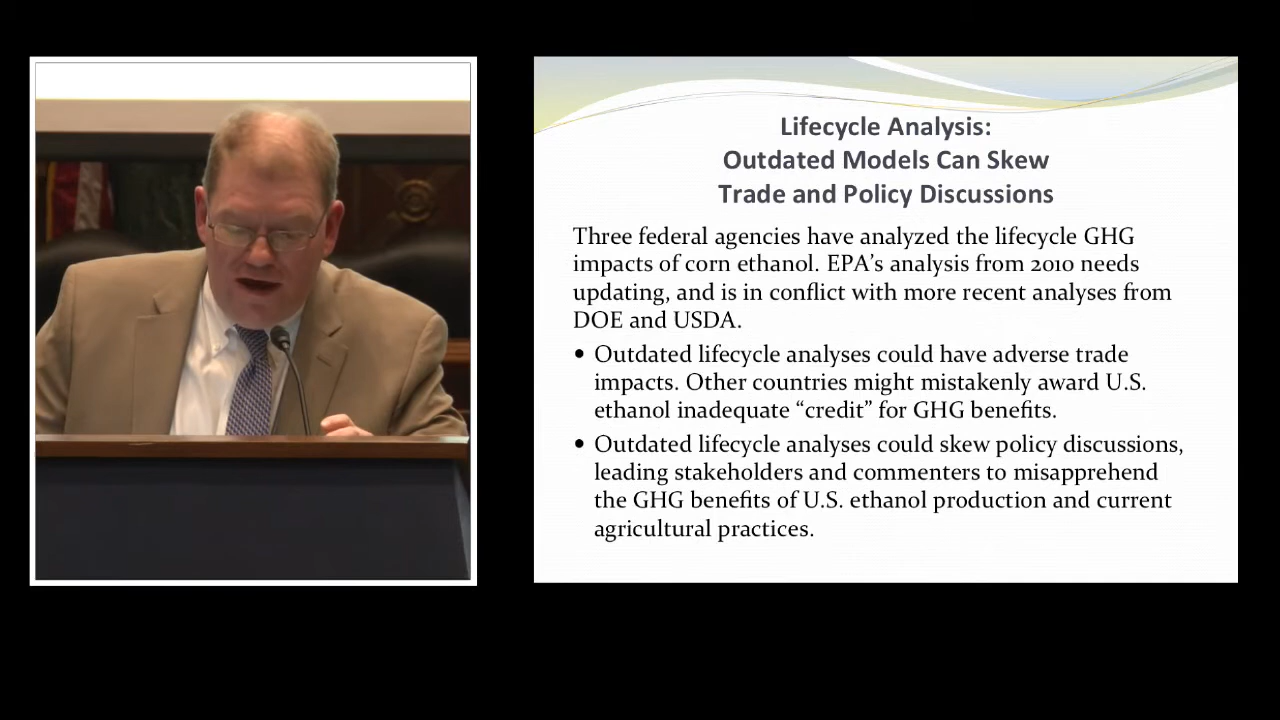 Lifecycle Analysis:
Outdated Models Can Skew
Trade and Policy Discussions
Three federal agencies have analyzed the lifecycle GHG
impacts of corn ethanol. EPA’s analysis from 2010 needs
updating, and is in conflict with more recent analyses from
DOE and USDA.
• Outdated lifecycle analyses could have adverse trade
impacts. Other countries might mistakenly award U.S.
ethanol inadequate “credit” for GHG benefits.
• Outdated lifecycle analyses could skew policy discussions,
leading stakeholders and commenters to misapprehend
the GHG benefits of U.S. ethanol production and current
agricultural practices.